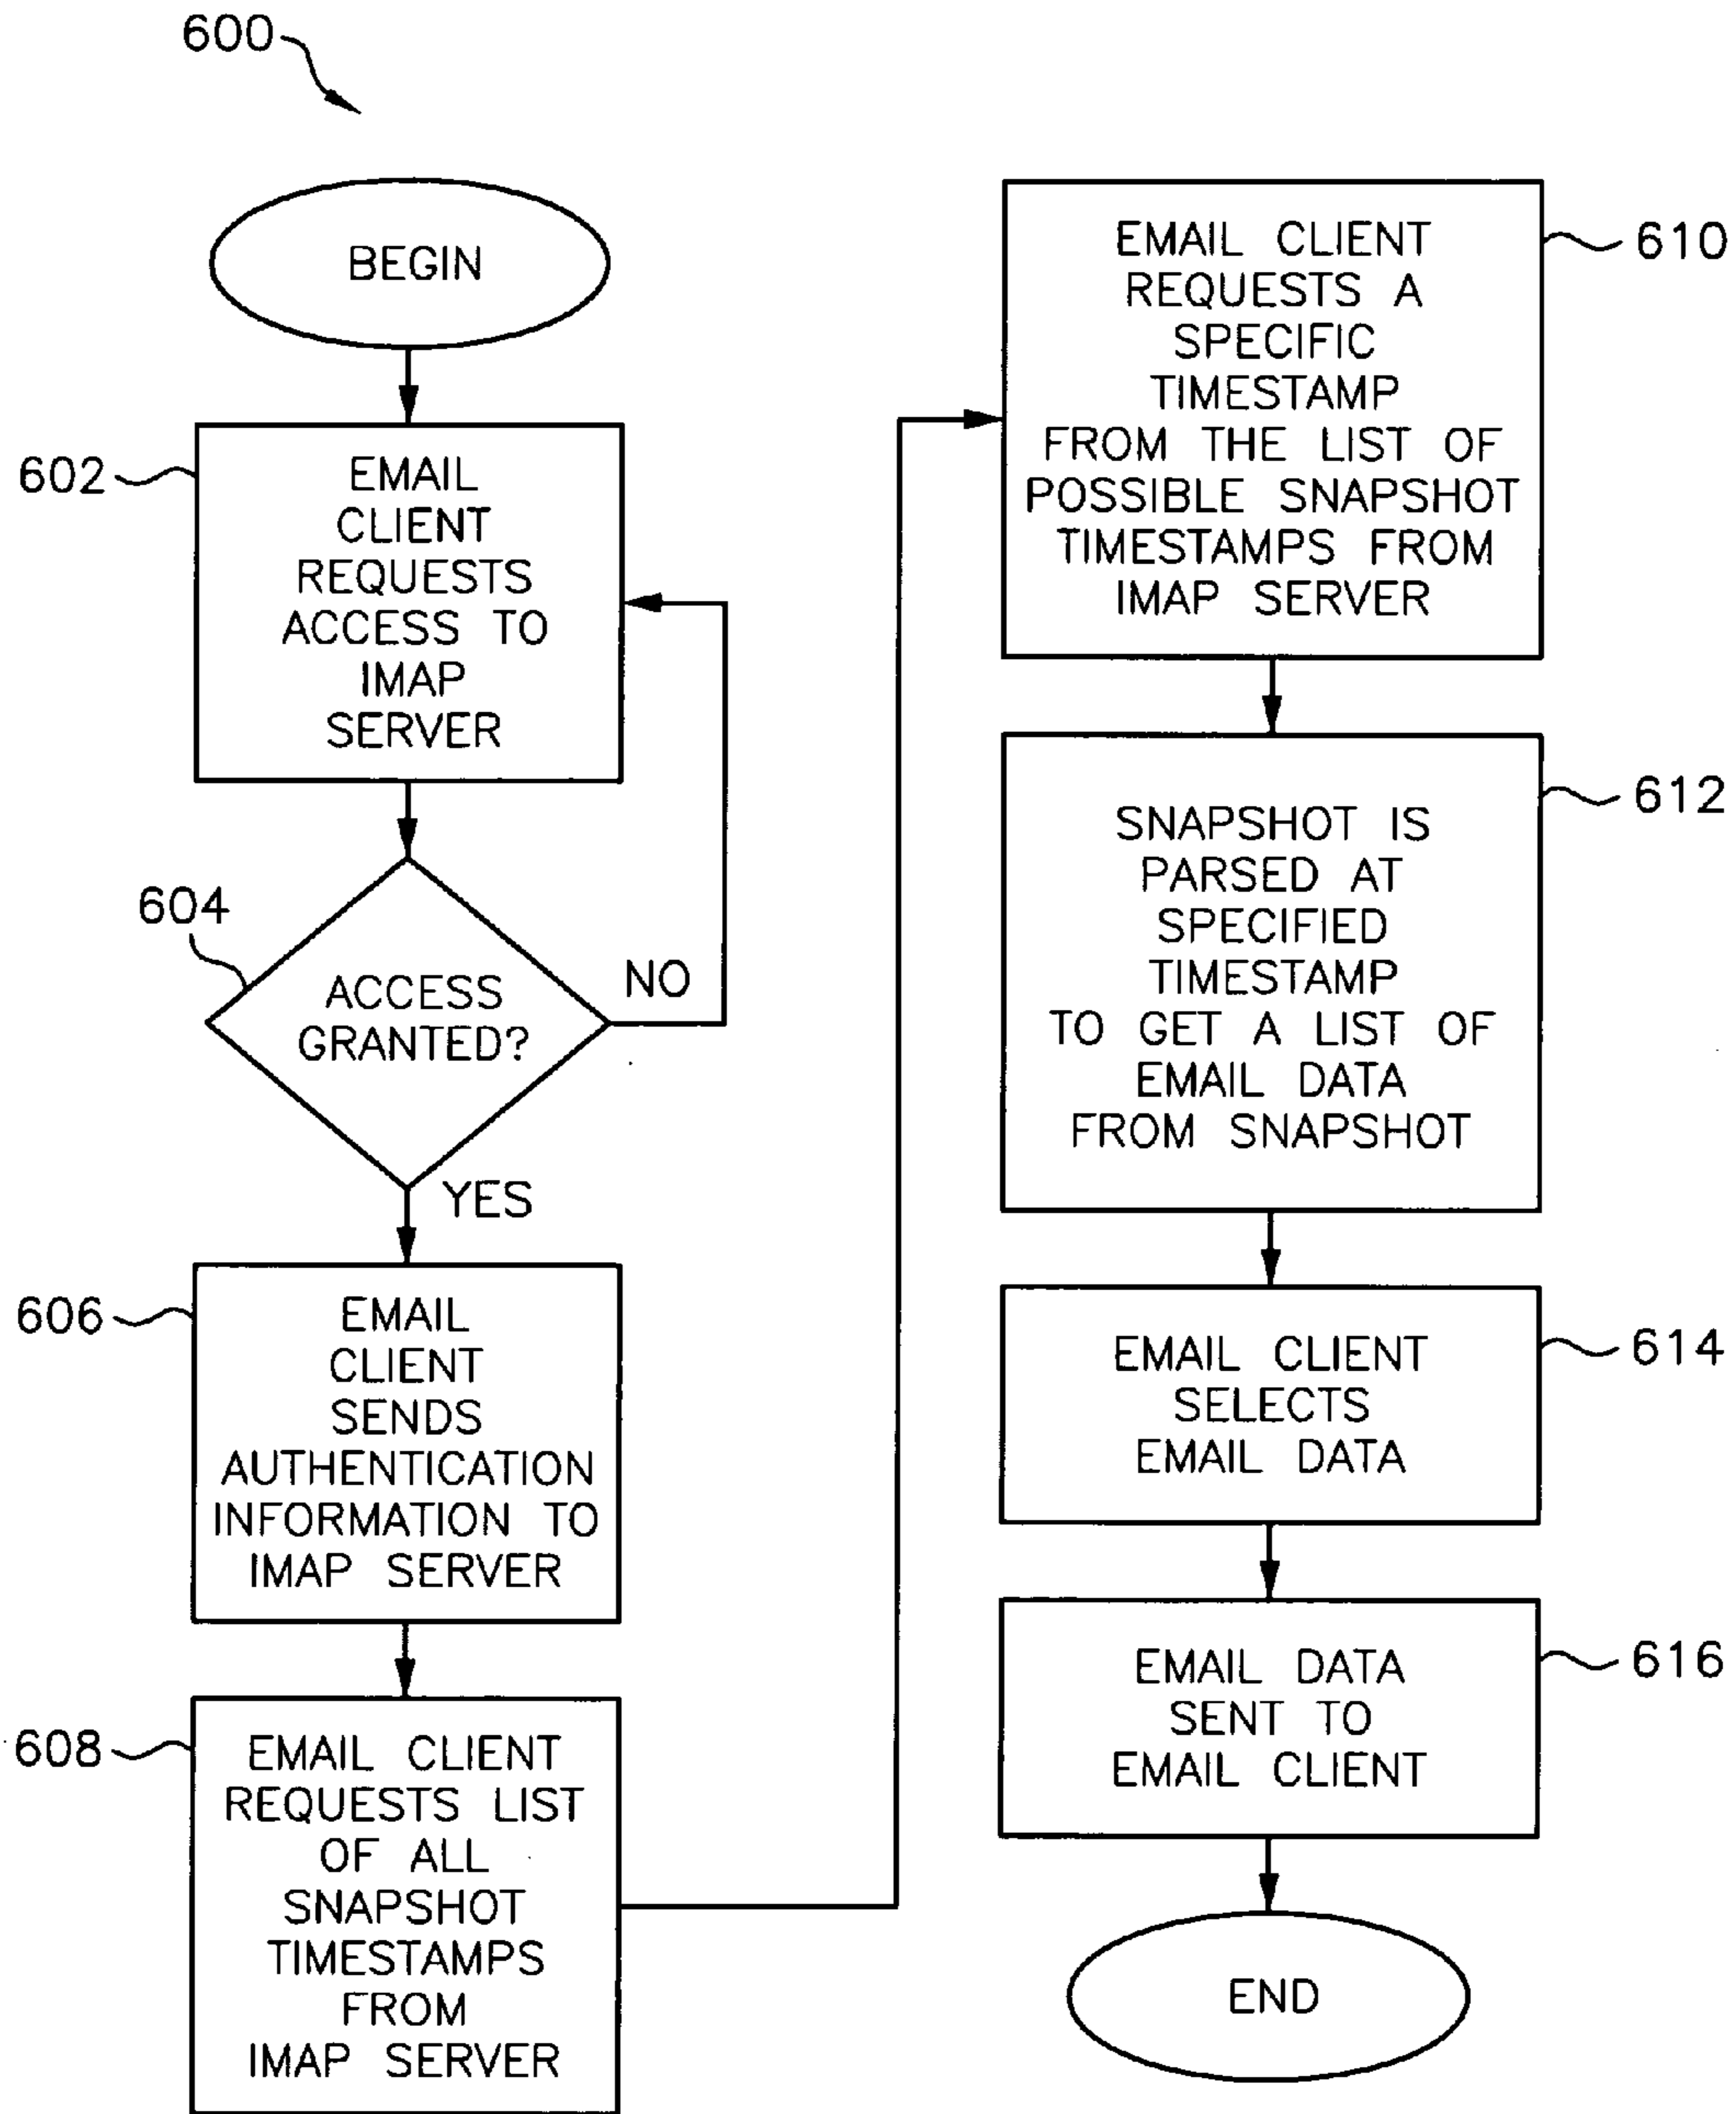 600
BEGIN
602
EMAIL
CLIENT
REQUESTS
ACCESS TO
IMAP
SERVER
604
ACCESS
GRANTED?
NO
YES
606
EMAIL
CLIENT
SENDS
AUTHENTICATION
INFORMATION TO
IMAP SERVER
608
EMAIL CLIENT
REQUESTS LIST
OF ALL
SNAPSHOT
TIMESTAMPS
FROM
IMAP SERVER
610
EMAIL CLIENT
REQUESTS A
SPECIFIC
TIMESTAMP
FROM THE LIST OF
POSSIBLE SNAPSHOT
TIMESTAMPS FROM
IMAP SERVER
612
SNAPSHOT IS
PARSED AT
SPECIFIED
TIMESTAMP
TO GET A LIST OF
EMAIL DATA
FROM SNAPSHOT
614
EMAIL CLIENT
SELECTS
EMAIL DATA
616
EMAIL DATA
SENT TO
EMAIL CLIENT
END